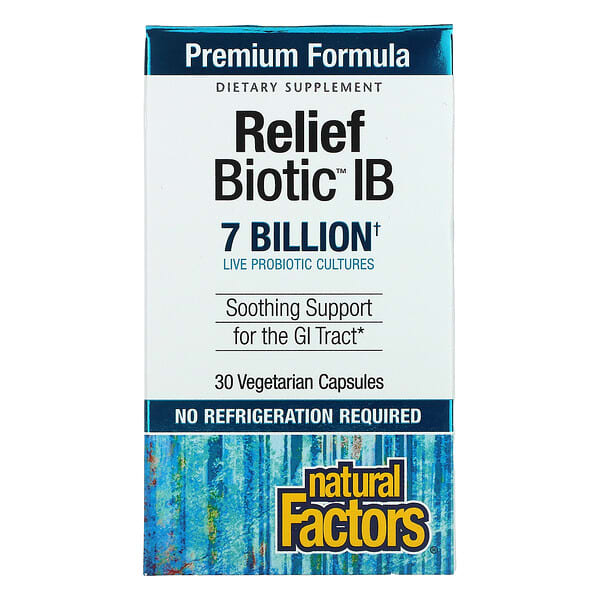 Premium Formula
DIETARY SUPPLEMENT
Relief
Biotic™ IB
7 BILLION†
LIVE PROBIOTIC CULTURES
Soothing Support
for the GI Tract*
30 Vegetarian Capsules
NO REFRIGERATION REQUIRED
natural
Factors®